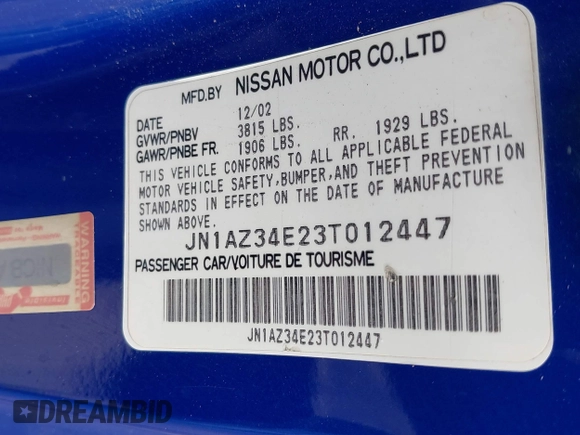 MFD.BY NISSAN MOTOR CO.,LTD
DATE 12/02
GVWR/PNBV 3815 LBS.
GAWR/PNBE FR. 1906 LBS. RR. 1929 LBS.
THIS VEHICLE CONFORMS TO ALL APPLICABLE FEDERAL
MOTOR VEHICLE SAFETY,BUMPER,AND THEFT PREVENTION
STANDARDS IN EFFECT ON THE DATE OF MANUFACTURE
SHOWN ABOVE.
JN1AZ34E23T012447
PASSENGER CAR/VOITURE DE TOURISME
JN1AZ34E23T012447
WARNING
DREAMBID